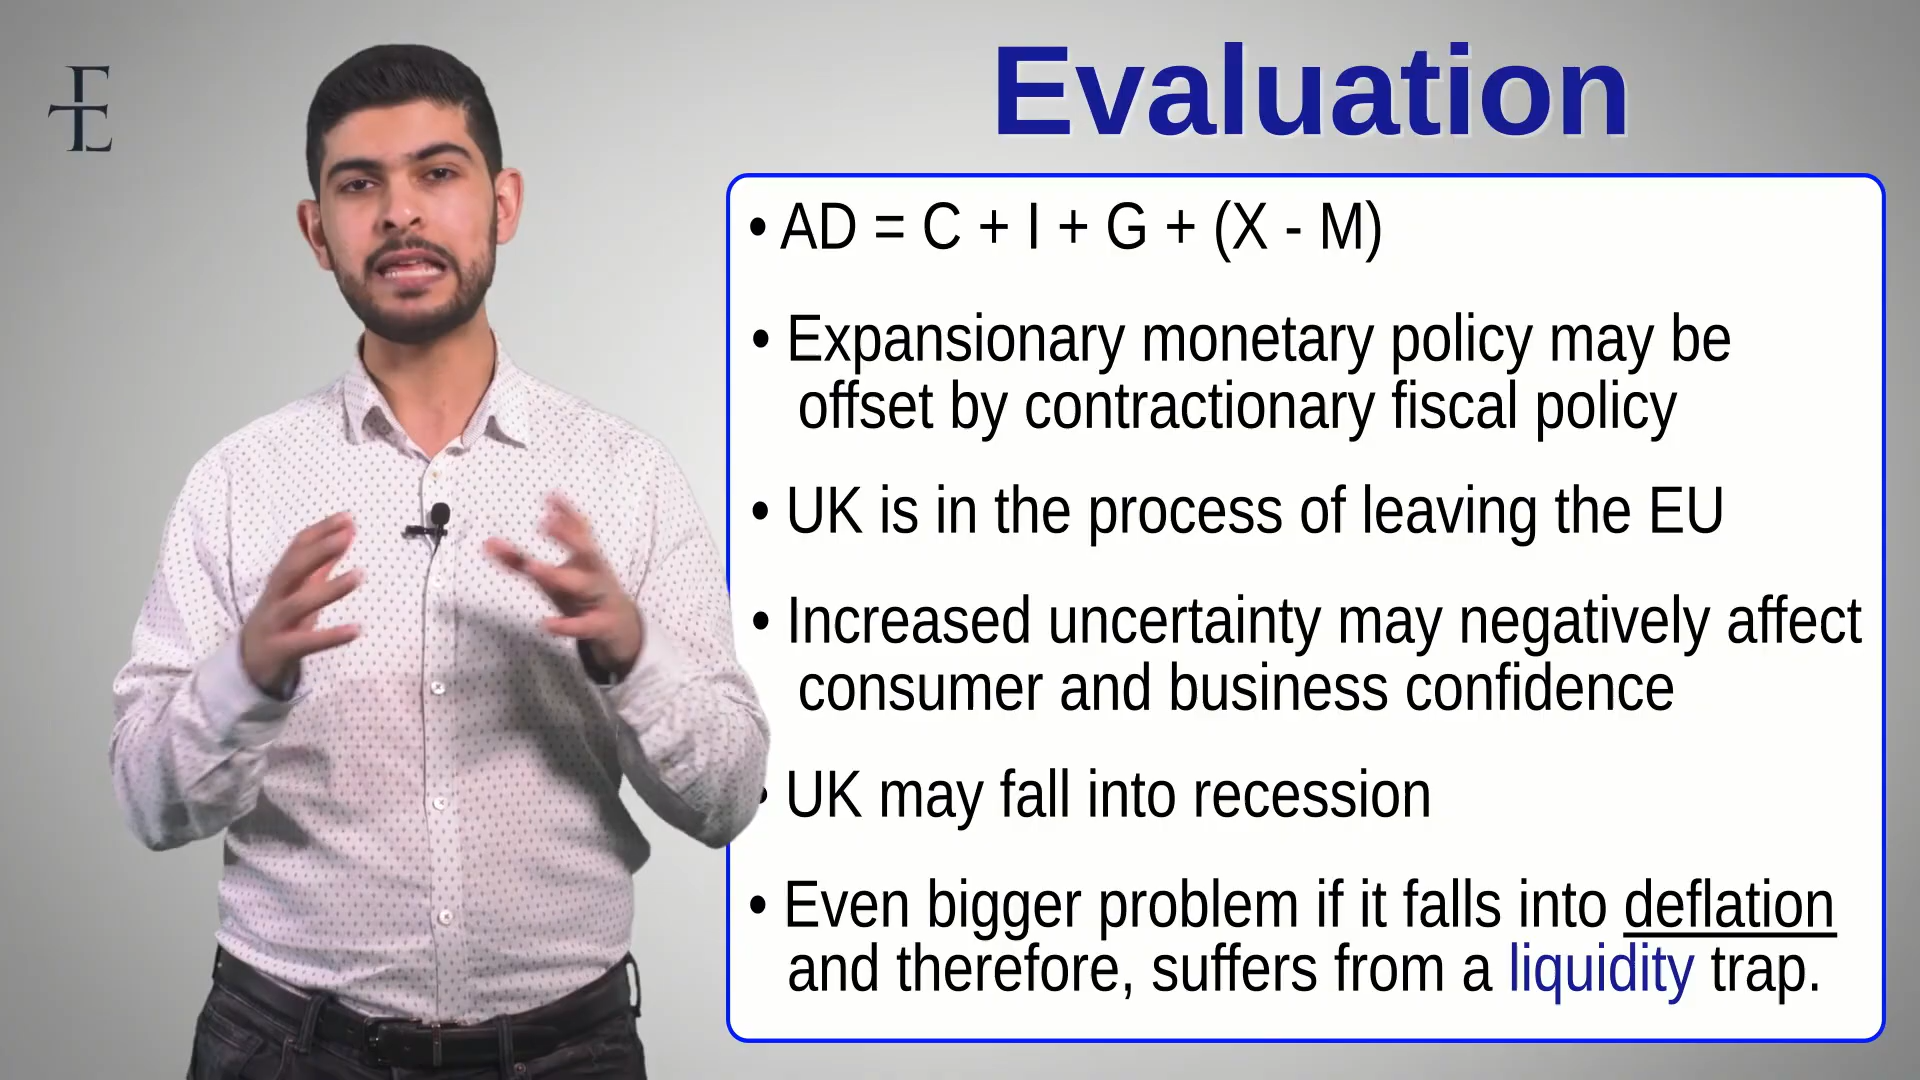 Evaluation
• AD = C + I + G + (X - M)
• Expansionary monetary policy may be
offset by contractionary fiscal policy
• UK is in the process of leaving the EU
• Increased uncertainty may negatively affect
consumer and business confidence
• UK may fall into recession
• Even bigger problem if it falls into deflation
and therefore, suffers from a liquidity trap.